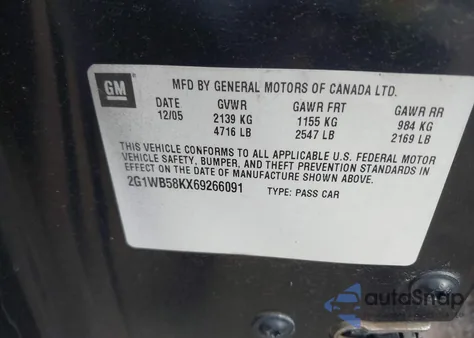 GM
MFD BY GENERAL MOTORS OF CANADA LTD.
DATE GVWR GAWR FRT GAWR RR
12/05 2139 KG 1155 KG 984 KG
4716 LB 2547 LB 2169 LB
THIS VEHICLE CONFORMS TO ALL APPLICABLE U.S. FEDERAL MOTOR
VEHICLE SAFETY, BUMPER, AND THEFT PREVENTION STANDARDS IN
EFFECT ON THE DATE OF MANUFACTURE SHOWN ABOVE.
2G1WB58KX69266091 TYPE: PASS CAR
autoSnap